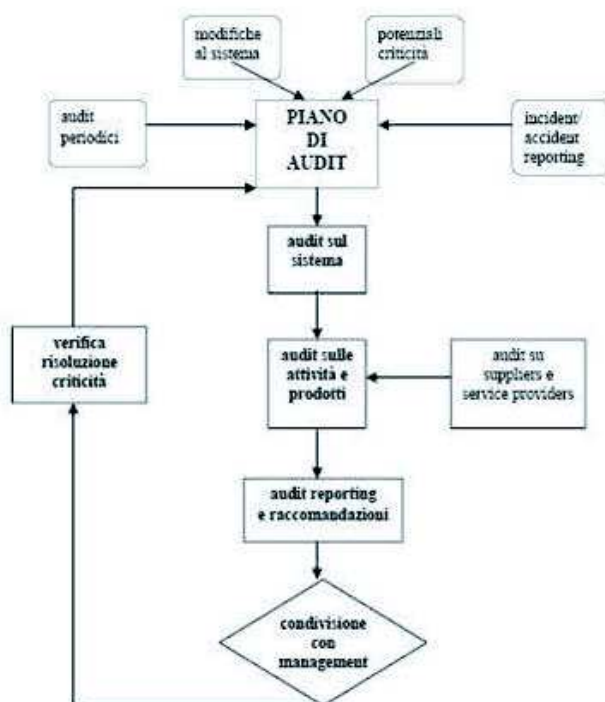 modifiche
al sistema
potenziali
criticità
audit
periodici
PIANO
DI
AUDIT
incident/
accident
reporting
audit sul
sistema
verifica
risoluzione
criticità
audit sulle
attività e
prodotti
audit su
suppliers e
service providers
audit reporting
e raccomandazioni
condivisione
con
management